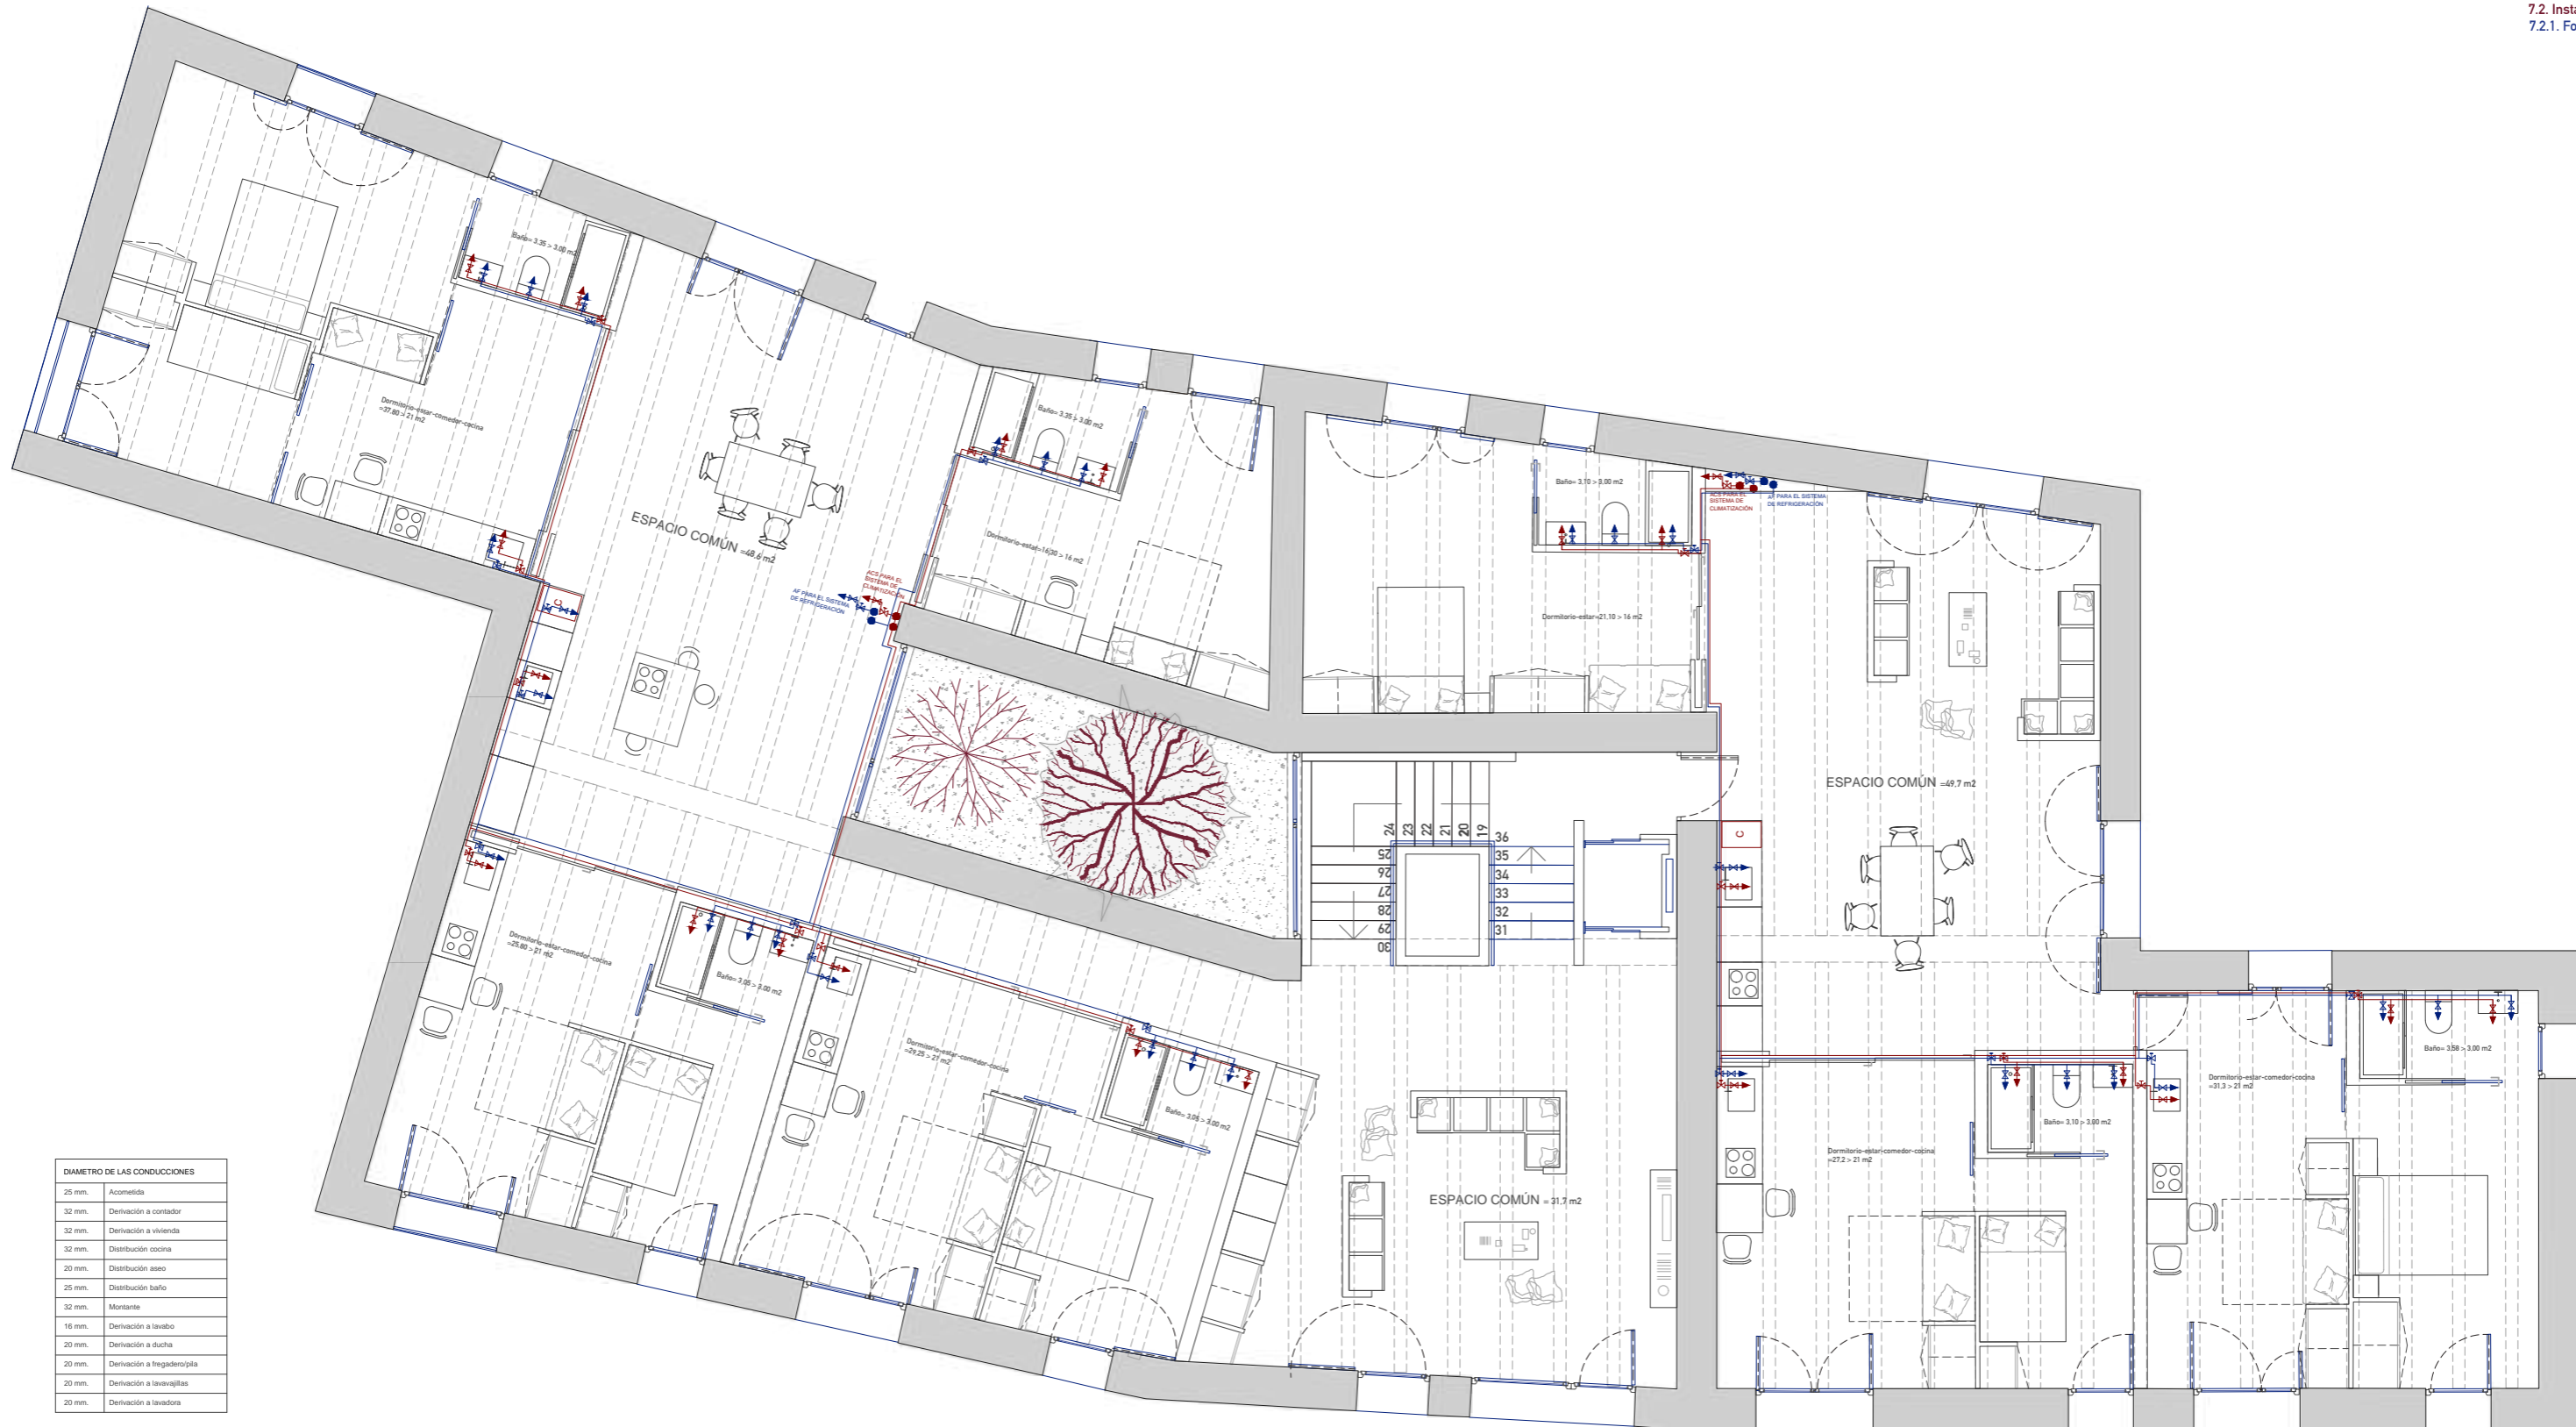 7.2. Insta
7.2.1. Fo
Baño= 3.35 > 3.00 m2
Dormitorio-estar-comedor-cocina
=37.80 > 21 m2
ESPACIO COMÚN =48.6 m2
Baño= 3.35 > 3.00 m2
Dormitorio-estar=16.30 > 16 m2
ACS PARA EL
SISTEMA DE
CLIMATIZACIÓN
AF PARA EL SISTEMA
DE REFRIGERACIÓN
C
Baño= 3.10 > 3.00 m2
ACS PARA EL
SISTEMA DE
CLIMATIZACIÓN
AF PARA EL SISTEMA
DE REFRIGERACIÓN
Dormitorio-estar=21.10 > 16 m2
ESPACIO COMÚN =49.7 m2
C
24
23
22
21
20
19
36
35
34
33
32
31
25
26
27
28
29
30
Dormitorio-estar-comedor-cocina
=25.80 > 21 m2
Baño= 3.05 > 3.00 m2
Dormitorio-estar-comedor-cocina
=29.25 > 21 m2
Baño= 3.05 > 3.00 m2
ESPACIO COMÚN = 31.7 m2
Dormitorio-estar-comedor-cocina
=27.2 > 21 m2
Baño= 3.10 > 3.00 m2
Dormitorio-estar-comedor-cocina
=31.3 > 21 m2
Baño= 3.58 > 3.00 m2
DIAMETRO DE LAS CONDUCCIONES
25 mm. Acometida
32 mm. Derivación a contador
32 mm. Derivación a vivienda
32 mm. Distribución cocina
20 mm. Distribución aseo
25 mm. Distribución baño
32 mm. Montante
16 mm. Derivación a lavabo
20 mm. Derivación a ducha
20 mm. Derivación a fregadero/pila
20 mm. Derivación a lavavajillas
20 mm. Derivación a lavadora